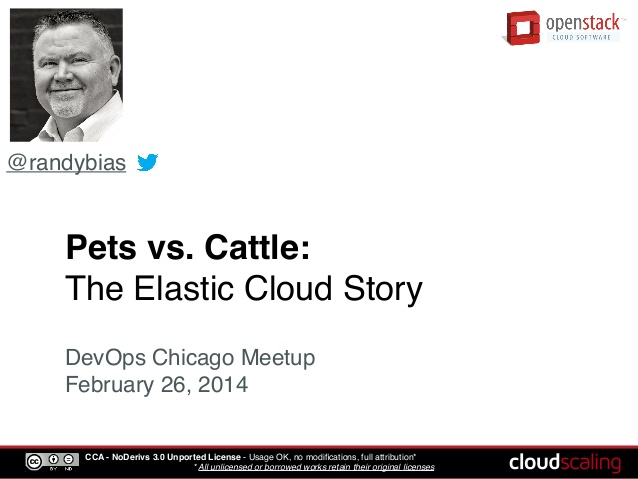 openstack™
CLOUD SOFTWARE
@randybias
Pets vs. Cattle:
The Elastic Cloud Story
DevOps Chicago Meetup
February 26, 2014
CCA - NoDerivs 3.0 Unported License - Usage OK, no modifications, full attribution*
* All unlicensed or borrowed works retain their original licenses
cc
BY ND
cloudscaling